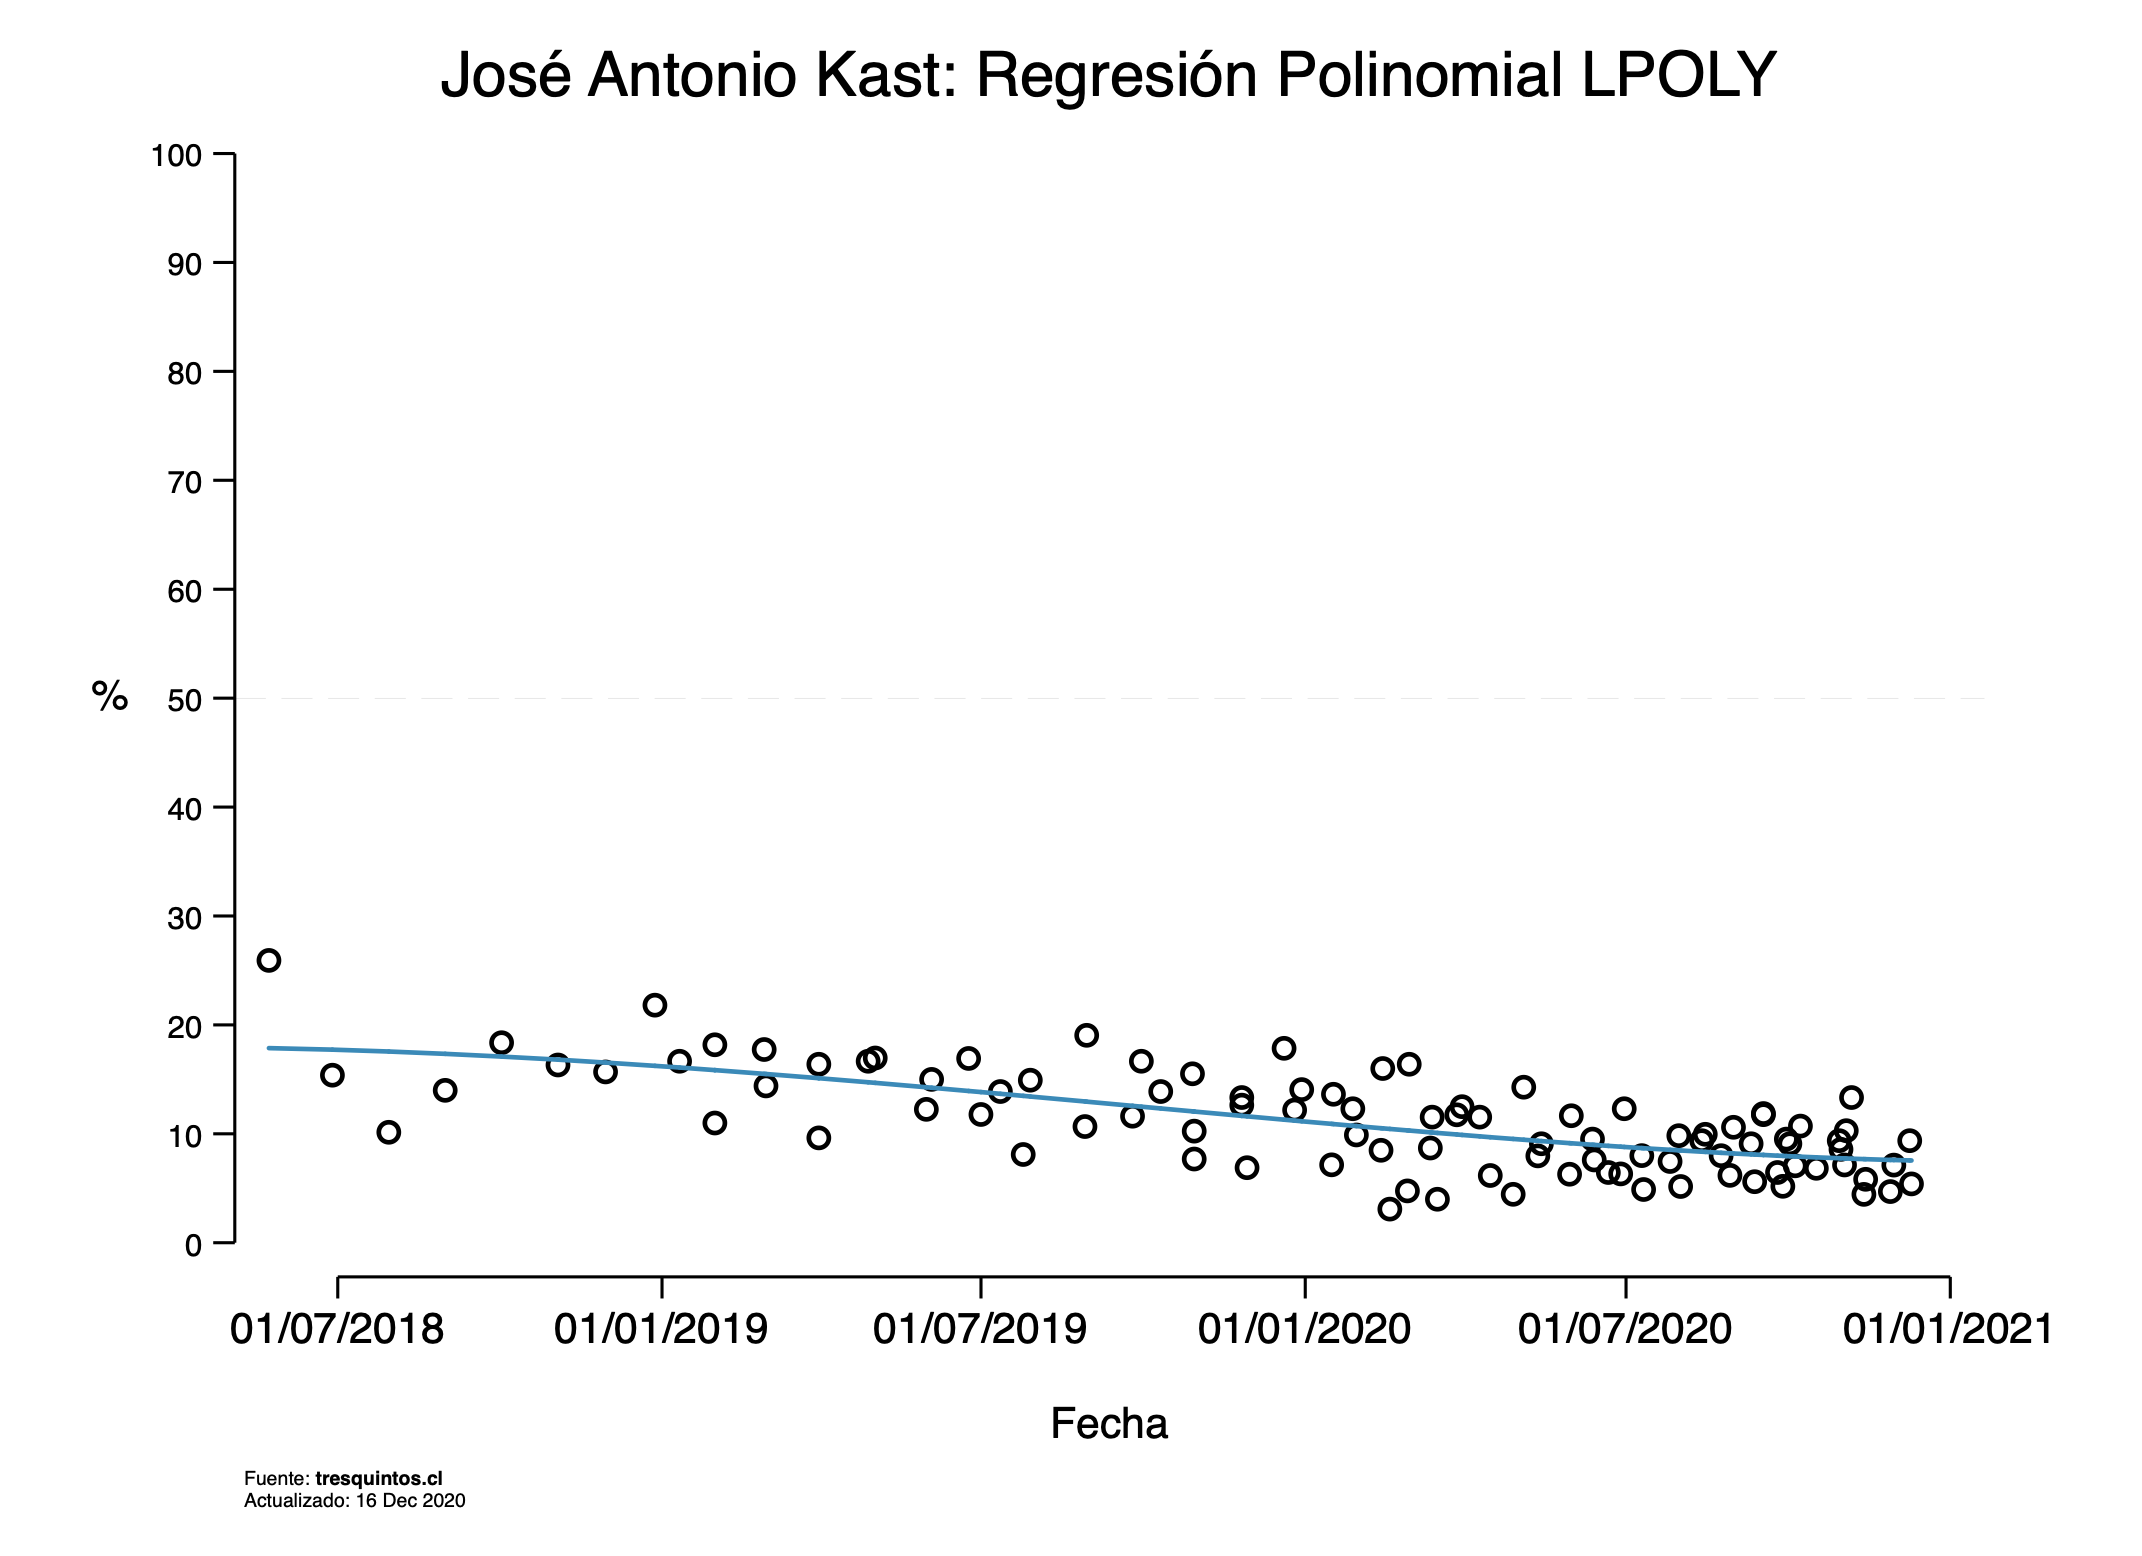 José Antonio Kast: Regresión Polinomial LPOLY
100
90
80
70
60
%
50
40
30
20
10
0
01/07/2018 01/01/2019 01/07/2019 01/01/2020 01/07/2020 01/01/2021
Fecha
Fuente: tresquintos.cl
Actualizado: 16 Dec 2020